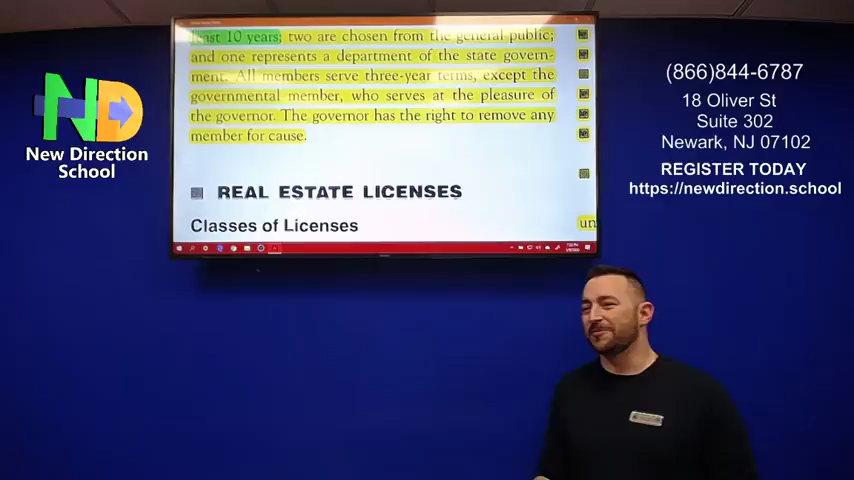 least 10 years; two are chosen from the general public;
and one represents a department of the state govern-
ment. All members serve three-year terms, except the
governmental member, who serves at the pleasure of
the governor. The governor has the right to remove any
member for cause.
REAL ESTATE LICENSES
Classes of Licenses
un
ND
New Direction
School
(866)844-6787
18 Oliver St
Suite 302
Newark, NJ 07102
REGISTER TODAY
https://newdirection.school